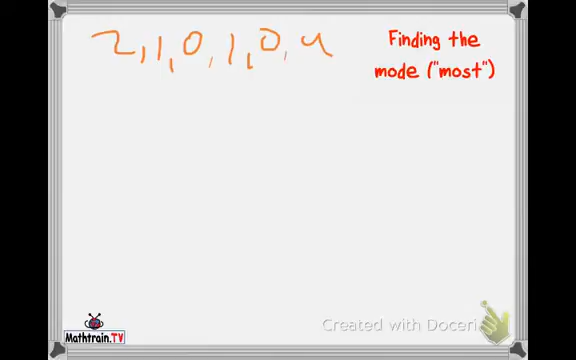 2, 1, 0, 1, 0, 4
Finding the
mode ("most")
Created with Doceri
Mathtrain.TV